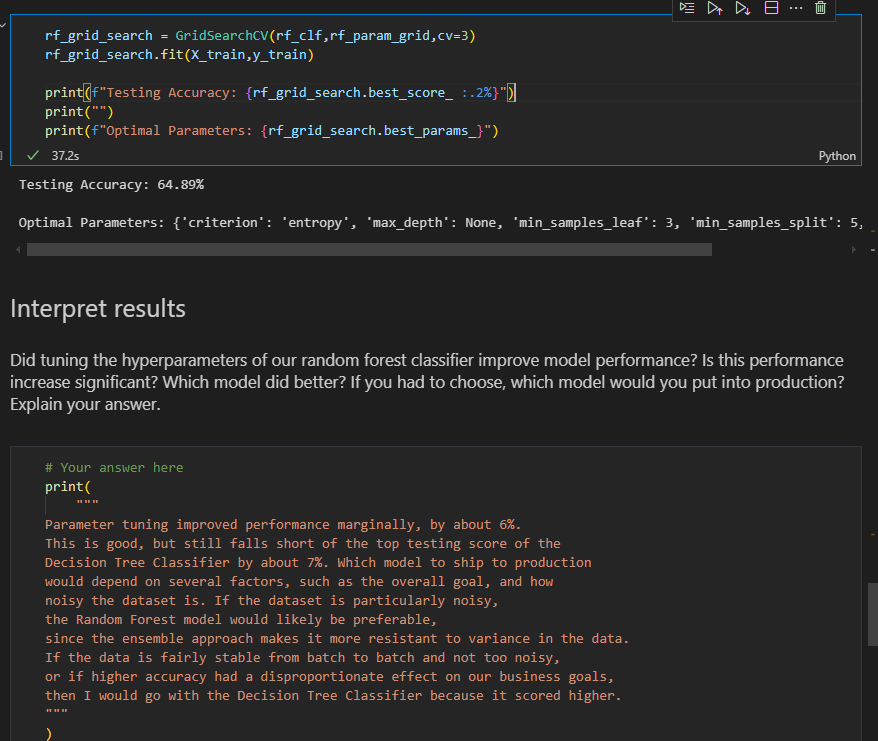 rf_grid_search = GridSearchCV(rf_clf,rf_param_grid,cv=3)
rf_grid_search.fit(X_train,y_train)
print(f"Testing Accuracy: {rf_grid_search.best_score_ :.2%}")
print("")
print(f"Optimal Parameters: {rf_grid_search.best_params_}")
37.2s
Python
Testing Accuracy: 64.89%
Optimal Parameters: {'criterion': 'entropy', 'max_depth': None, 'min_samples_leaf': 3, 'min_samples_split': 5,
Interpret results
Did tuning the hyperparameters of our random forest classifier improve model performance? Is this performance
increase significant? Which model did better? If you had to choose, which model would you put into production?
Explain your answer.
# Your answer here
print(
"""
Parameter tuning improved performance marginally, by about 6%.
This is good, but still falls short of the top testing score of the
Decision Tree Classifier by about 7%. Which model to ship to production
would depend on several factors, such as the overall goal, and how
noisy the dataset is. If the dataset is particularly noisy,
the Random Forest model would likely be preferable,
since the ensemble approach makes it more resistant to variance in the data.
If the data is fairly stable from batch to batch and not too noisy,
or if higher accuracy had a disproportionate effect on our business goals,
then I would go with the Decision Tree Classifier because it scored higher.
"""
)